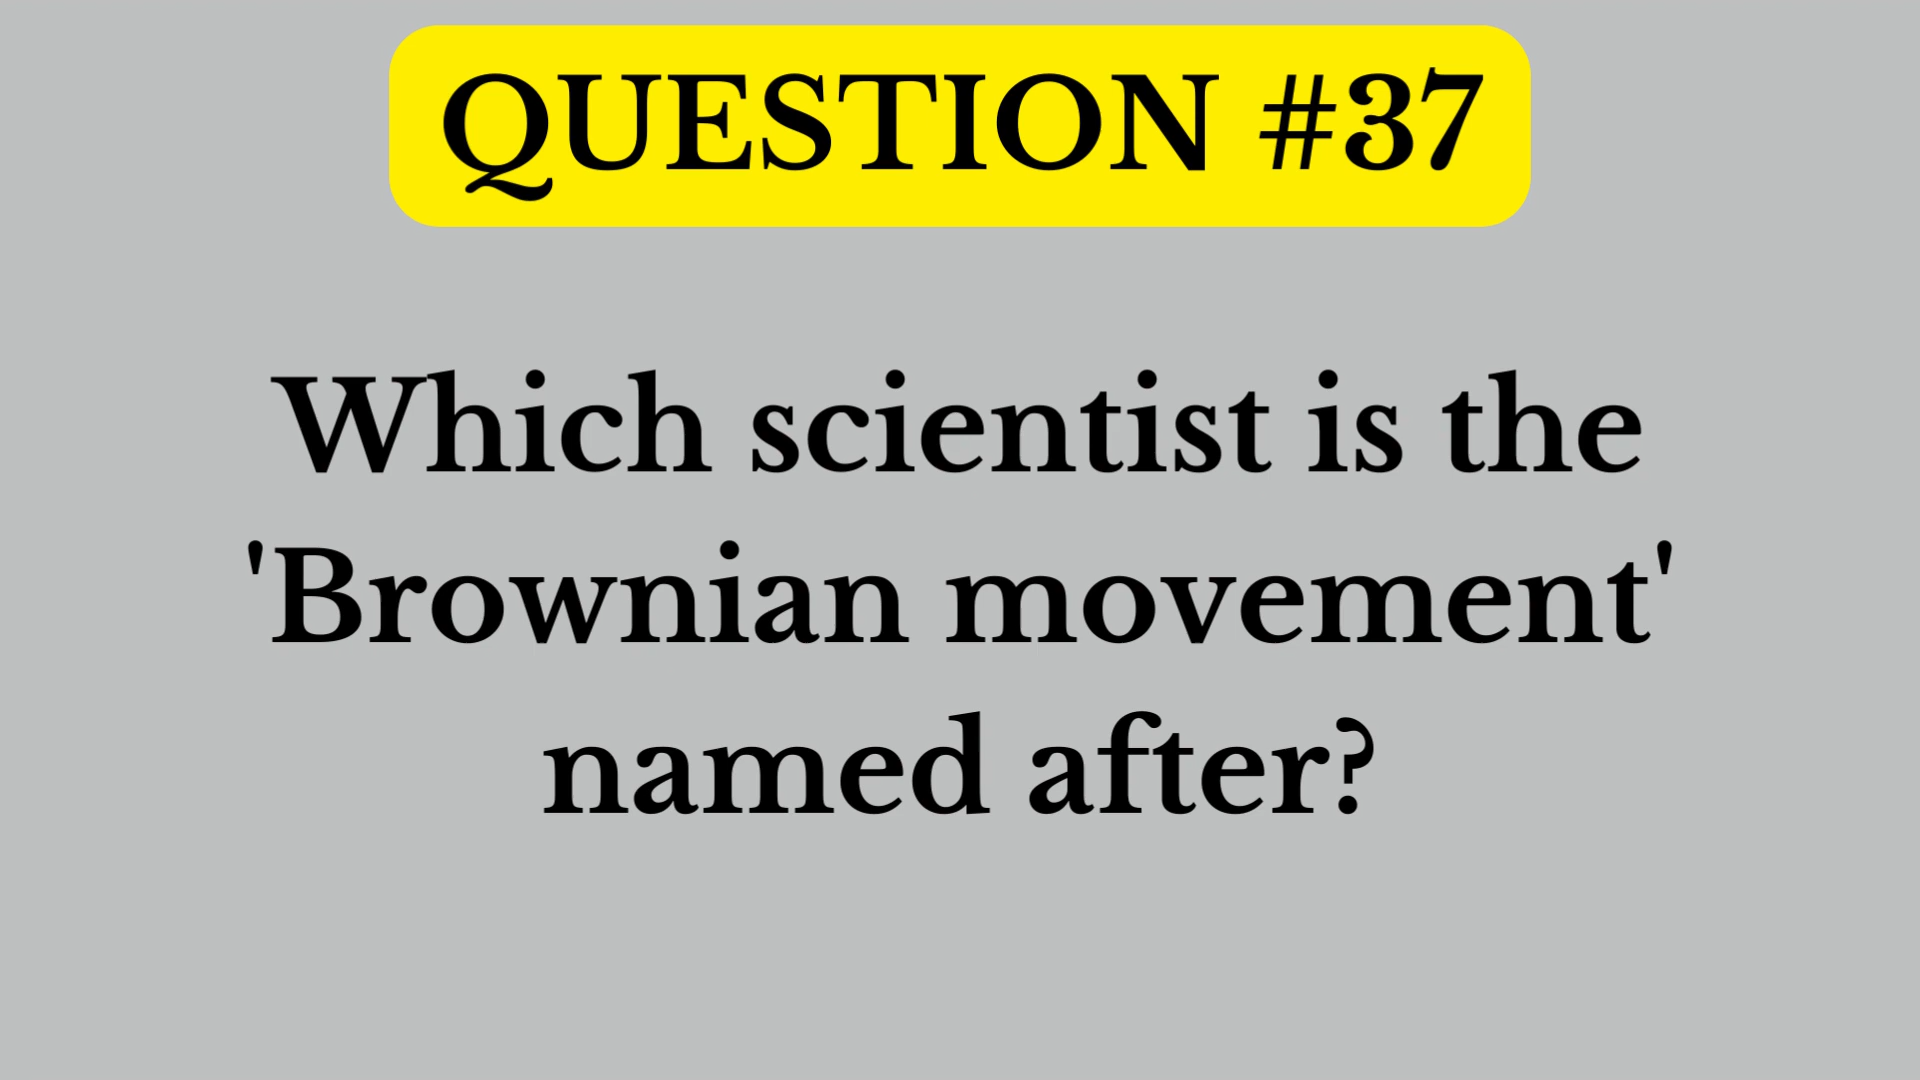 QUESTION #37
Which scientist is the
'Brownian movement'
named after?